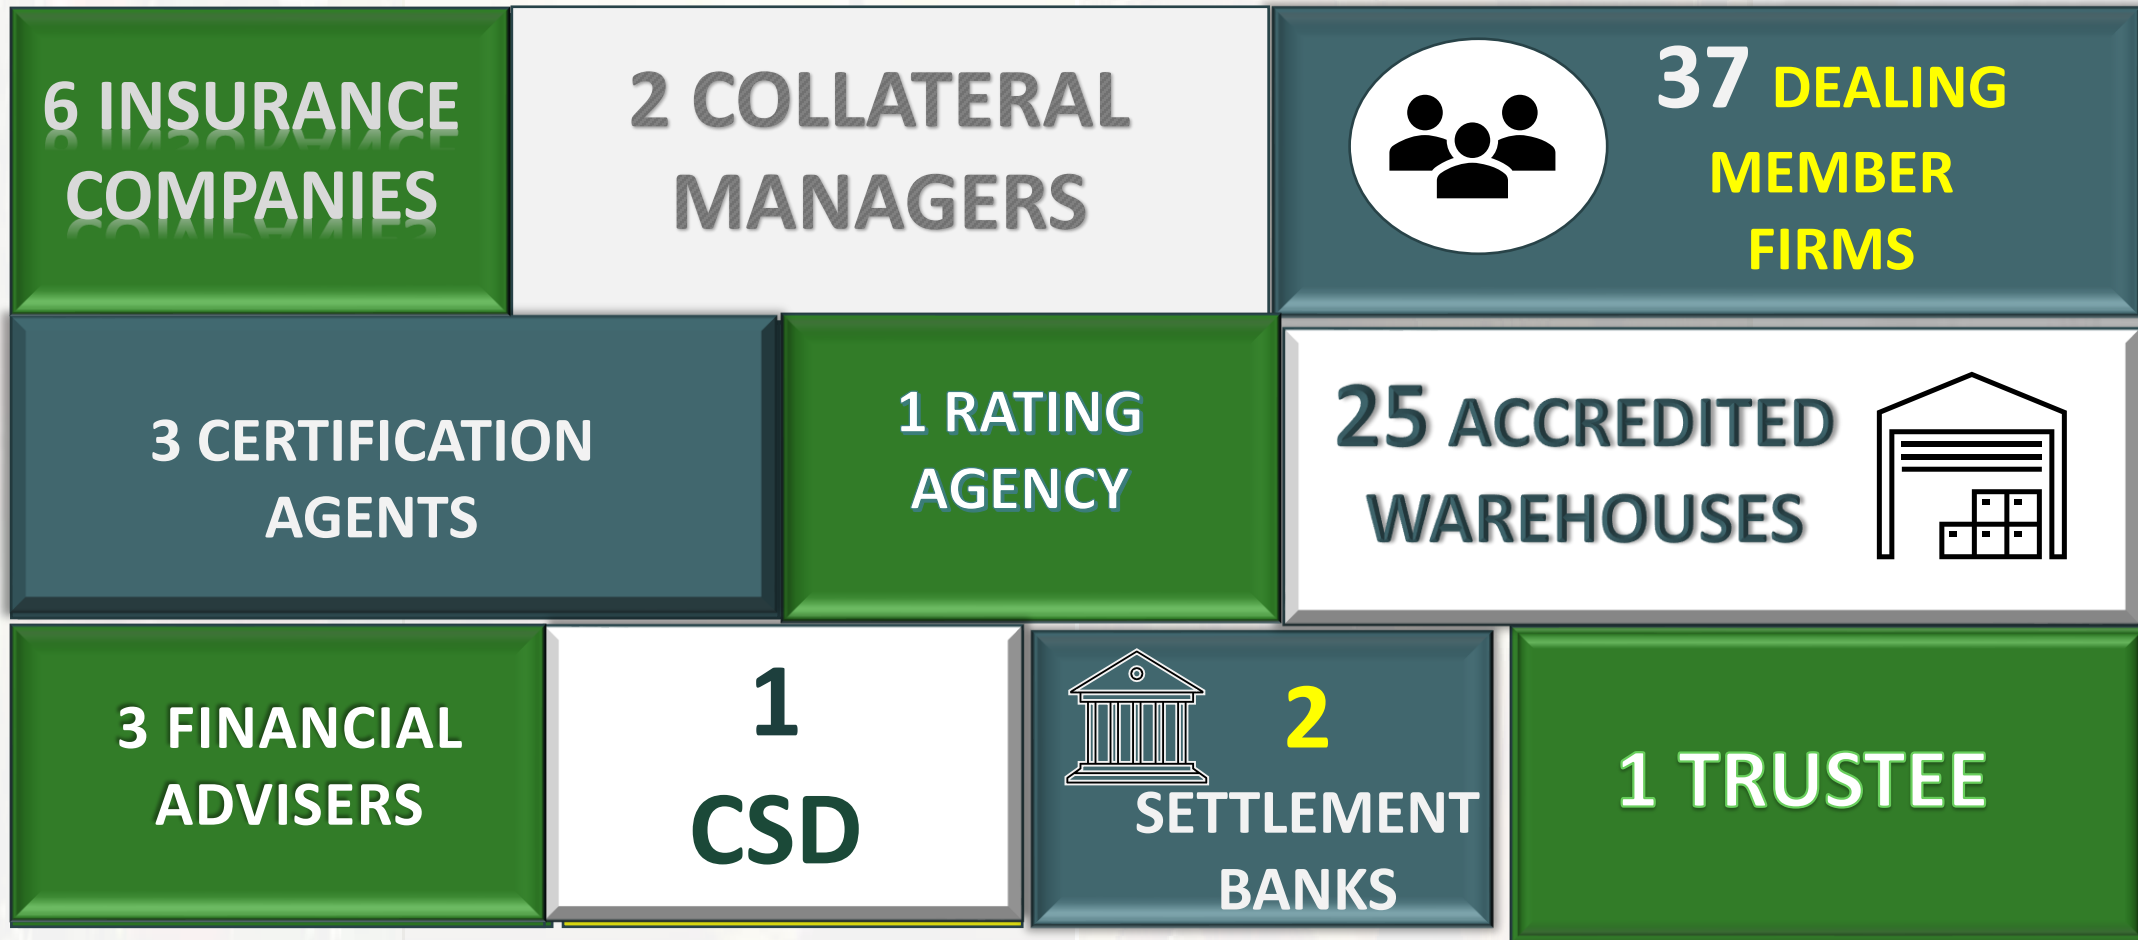 6 INSURANCE
COMPANIES
2 COLLATERAL
MANAGERS
37 DEALING
MEMBER
FIRMS
3 CERTIFICATION
AGENTS
1 RATING
AGENCY
25 ACCREDITED
WAREHOUSES
3 FINANCIAL
ADVISERS
1
CSD
2
SETTLEMENT
BANKS
1 TRUSTEE